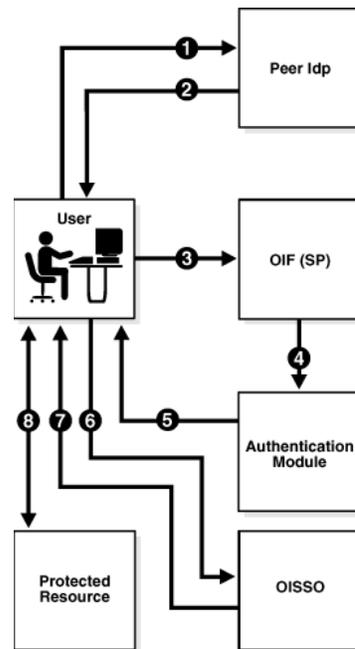 1
Peer Idp
2
User
3
OIF (SP)
4
8
7
6
5
Authentication
Module
Protected
Resource
OISSO